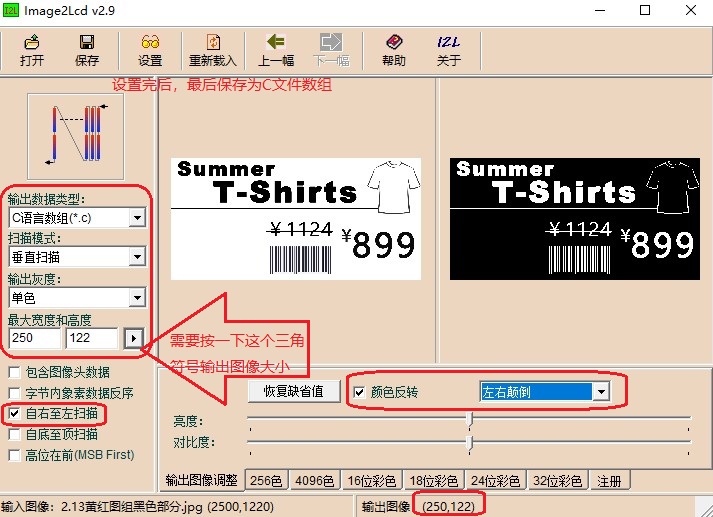 Image2Lcd v2.9
打开 保存 设置 重新载入 上一幅 下一幅 帮助 I2L 关于
设置完后，最后保存为C文件数组
输出数据类型:
C语言数组(*.c)
扫描模式:
垂直扫描
输出灰度:
单色
最大宽度和高度
250 122
包含图像头数据
字节内象素数据反序
自右至左扫描
自底至顶扫描
高位在前(MSB First)
Summer
T-Shirts
¥1124
¥899
Summer
T-Shirts
¥1124
¥899
需要按一下这个三角
符号输出图像大小
恢复缺省值 颜色反转 左右颠倒
亮度:
对比度:
输出图像调整 256色 4096色 16位彩色 18位彩色 24位彩色 32位彩色 注册
输入图像: 2.13黄红图组黑色部分.jpg (2500,1220)
输出图像 (250,122)